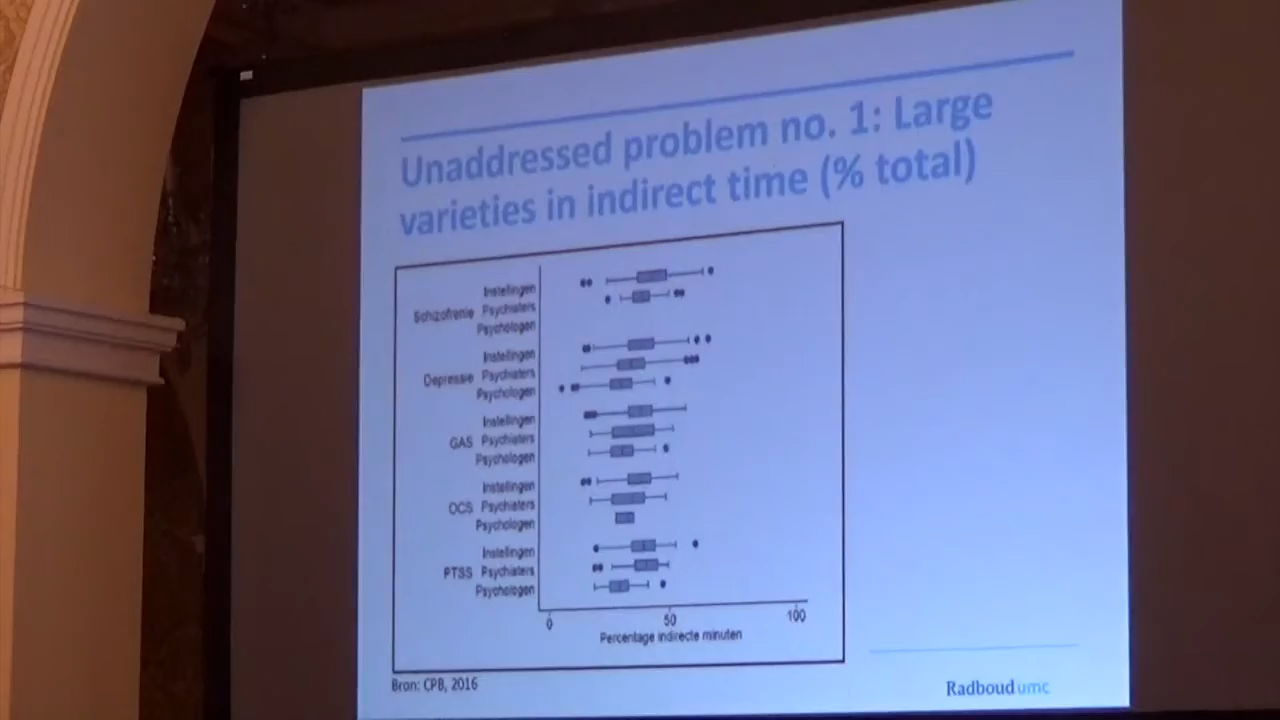 Unaddressed problem no. 1: Large
varieties in indirect time (% total)
Instellingen
Schizofrenie Psychiaters
Psychologen
Instellingen
Depressie Psychiaters
Psychologen
Instellingen
GAS Psychiaters
Psychologen
Instellingen
OCS Psychiaters
Psychologen
Instellingen
PTSS Psychiaters
Psychologen
0 50 100
Percentage indirecte minuten
Bron: CPB, 2016
Radboudumc